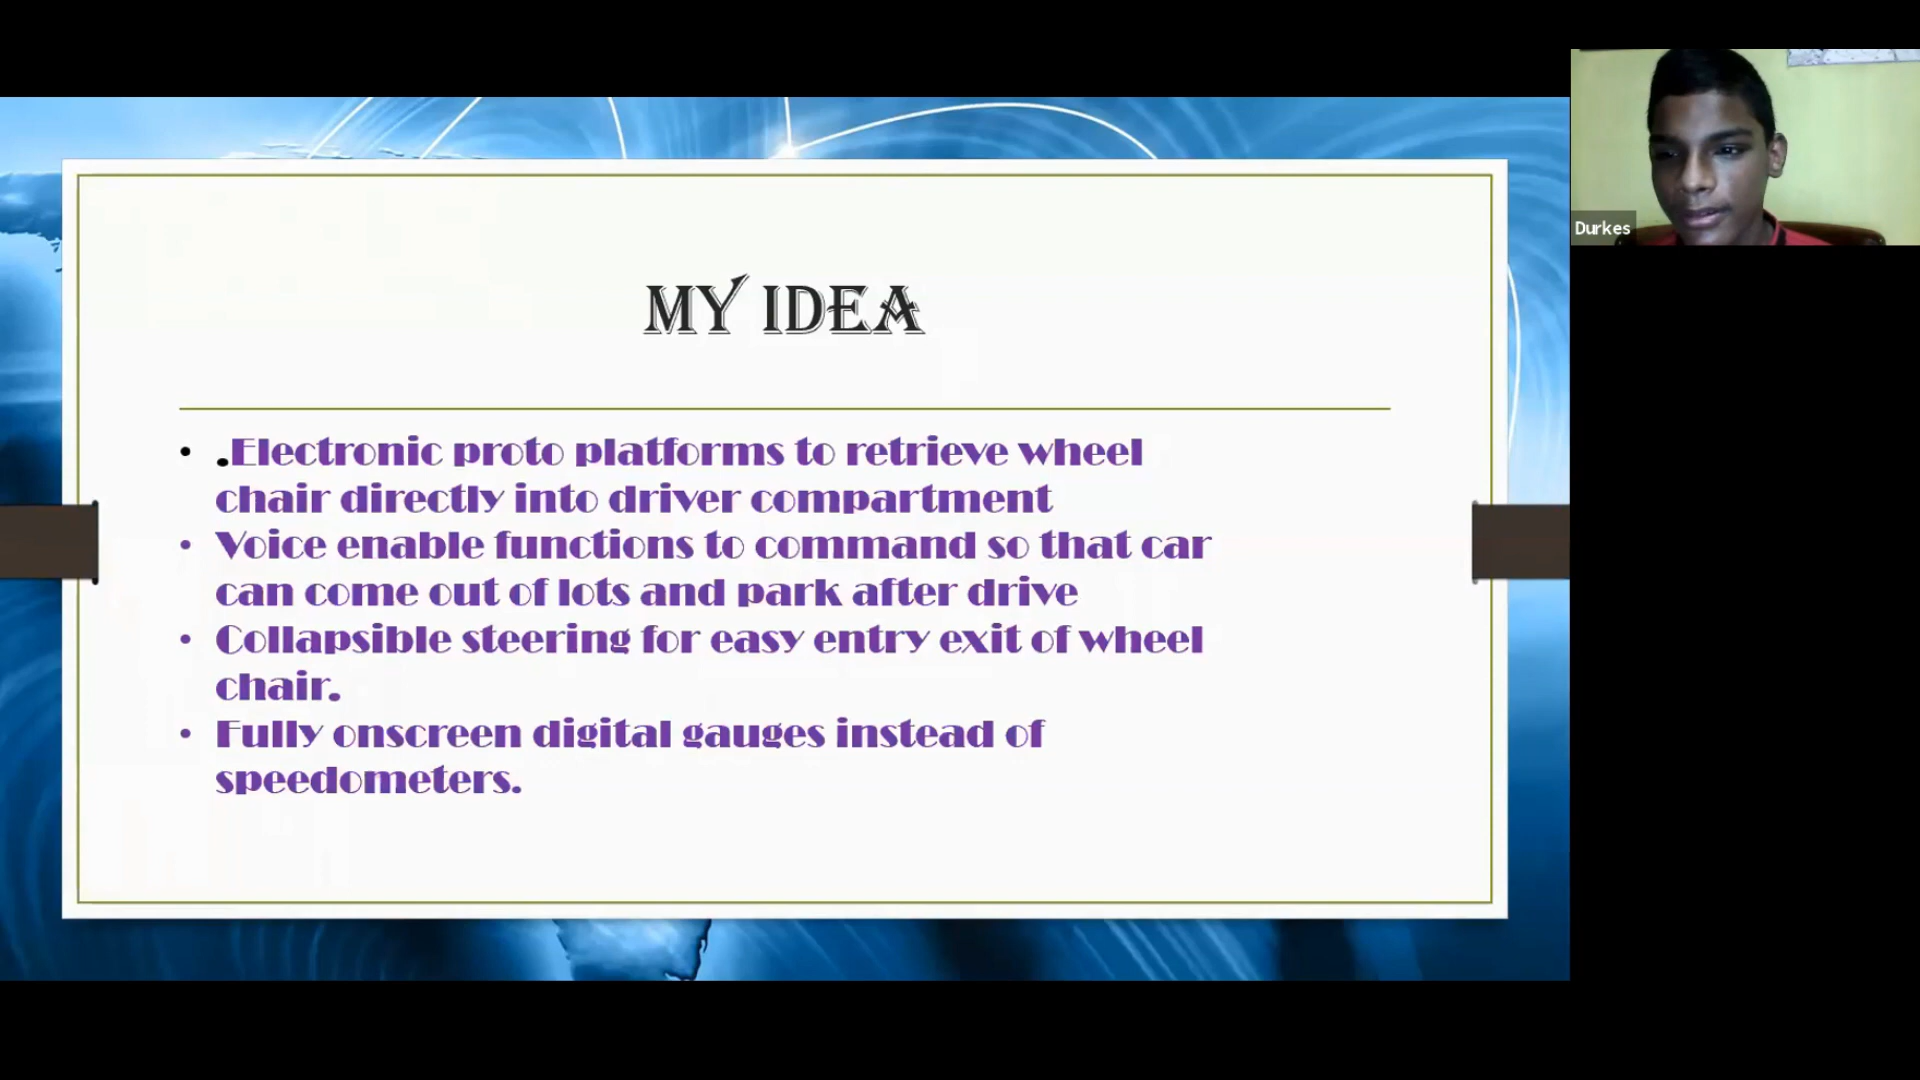 MY IDEA
• .Electronic proto platforms to retrieve wheel
chair directly into driver compartment
• Voice enable functions to command so that car
can come out of lots and park after drive
• Collapsible steering for easy entry exit of wheel
chair.
• Fully onscreen digital gauges instead of
speedometers.
Durkes